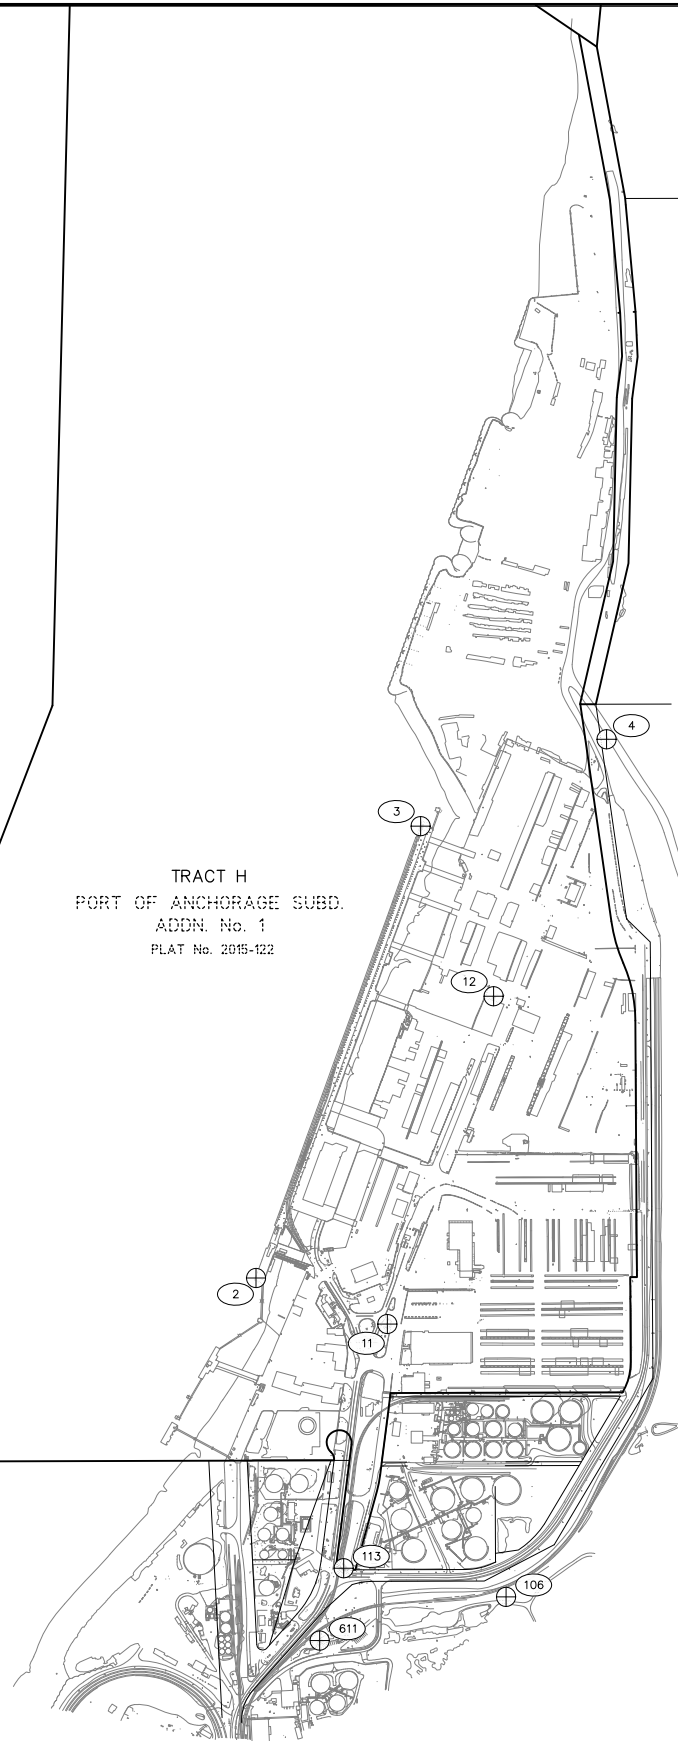 4
3
TRACT H
PORT OF ANCHORAGE SUBD.
ADDN. No. 1
PLAT No. 2015-122
12
2
11
113
106
611